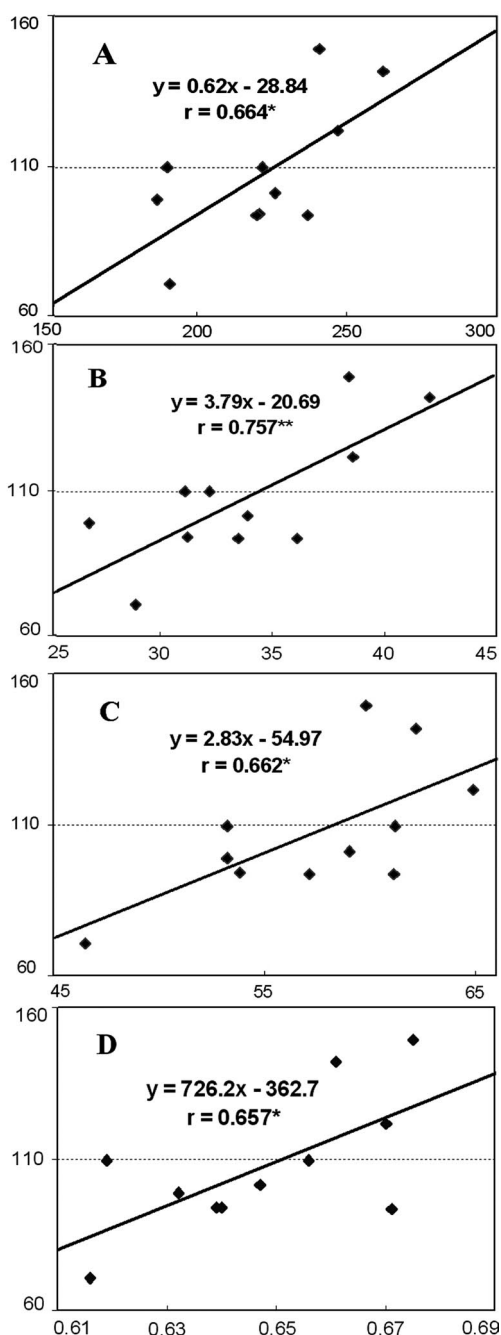 160
A
y = 0.62x - 28.84
r = 0.664*
110
60
150 200 250 300
160
B
y = 3.79x - 20.69
r = 0.757**
110
60
25 30 35 40 45
160
C
y = 2.83x - 54.97
r = 0.662*
110
60
45 55 65
160
D
y = 726.2x - 362.7
r = 0.657*
110
60
0.61 0.63 0.65 0.67 0.69